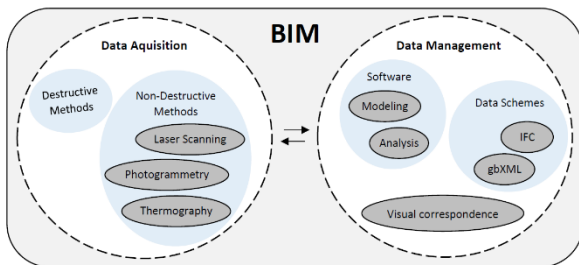 BIM
Data Aquisition
Destructive
Methods
Non-Destructive
Methods
Laser Scanning
Photogrammetry
Thermography
Data Management
Software
Modeling
Analysis
Data Schemes
IFC
gbXML
Visual correspondence